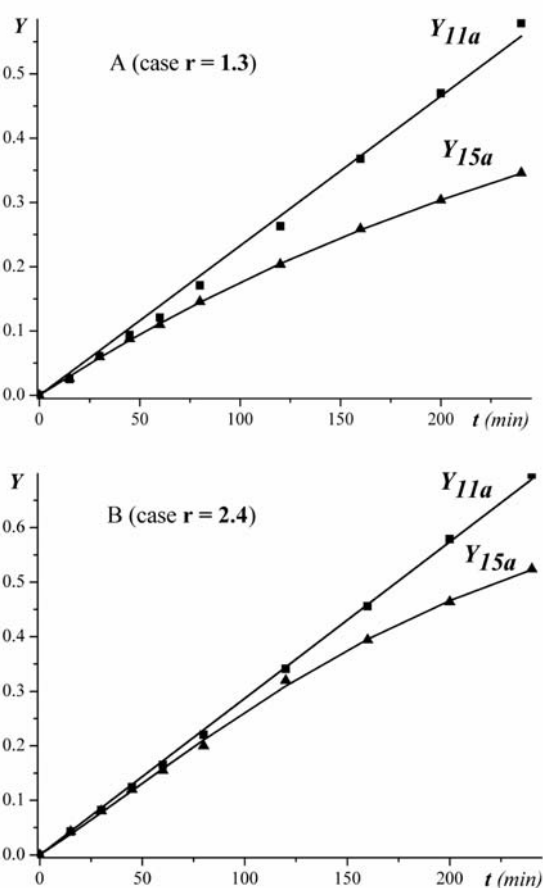 Y
Y11a
A (case r = 1.3)
0.5
0.4
Y15a
0.3
0.2
0.1
0.0
0 50 100 150 200 t (min)
Y
Y11a
B (case r = 2.4)
0.6
Y15a
0.5
0.4
0.3
0.2
0.1
0.0
0 50 100 150 200 t (min)